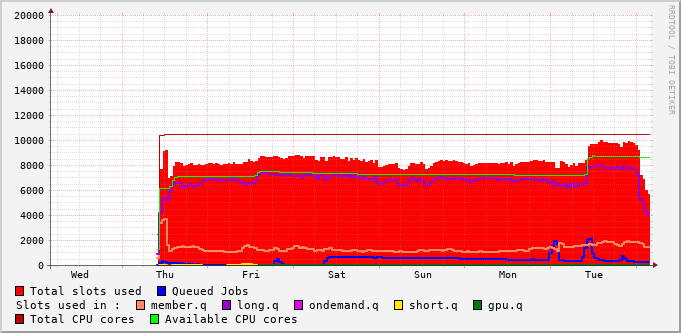 20000
18000
16000
14000
12000
10000
8000
6000
4000
2000
0
Wed Thu Fri Sat Sun Mon Tue
RRDTOOL / TOBI OETIKER
Total slots used Queued Jobs
Slots used in : member.q long.q ondemand.q short.q gpu.q
Total CPU cores Available CPU cores